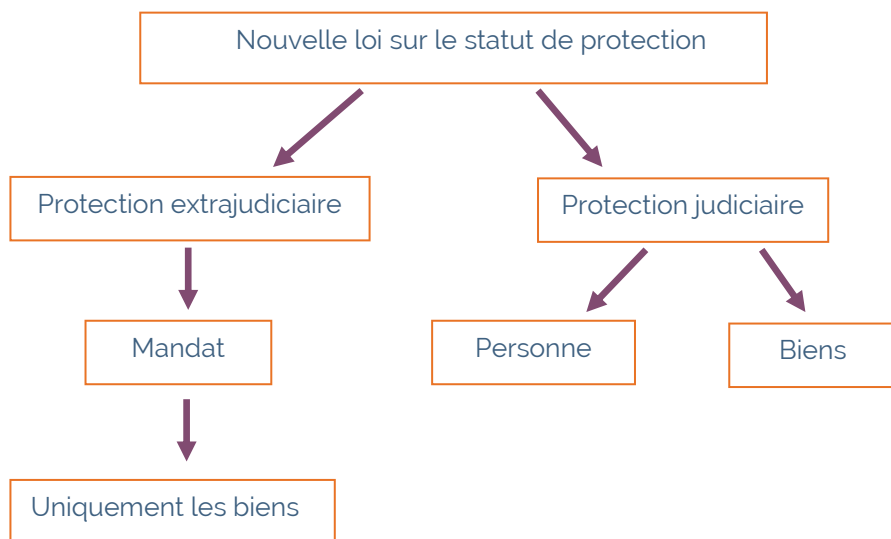 Nouvelle loi sur le statut de protection
Protection extrajudiciaire
Protection judiciaire
Mandat
Personne
Biens
Uniquement les biens